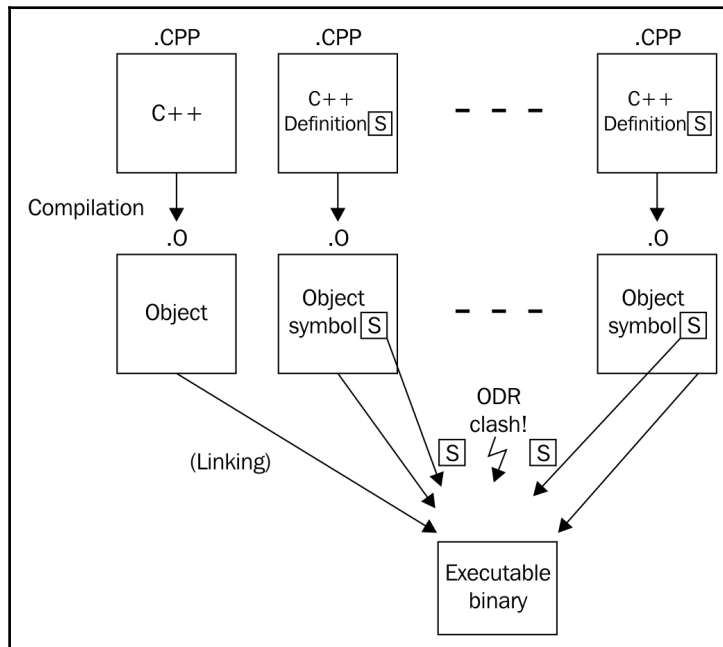 .CPP
.CPP
.CPP
C++
C++
Definition S
C++
Definition S
Compilation
.O
.O
.O
Object
Object
symbol S
Object
symbol S
ODR
clash!
S
S
(Linking)
Executable
binary